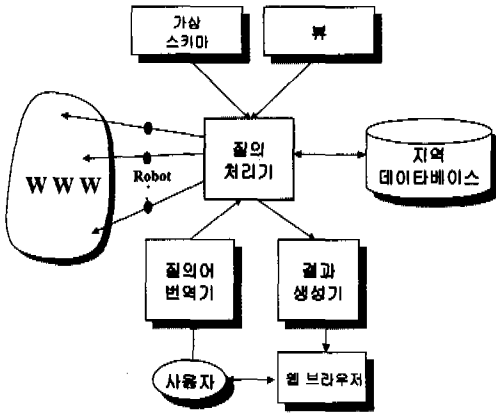 가상
스키마
뷰
W W W
Robot
질의
처리기
지역
데이타베이스
질의어
번역기
결과
생성기
사용자
웹 브라우저